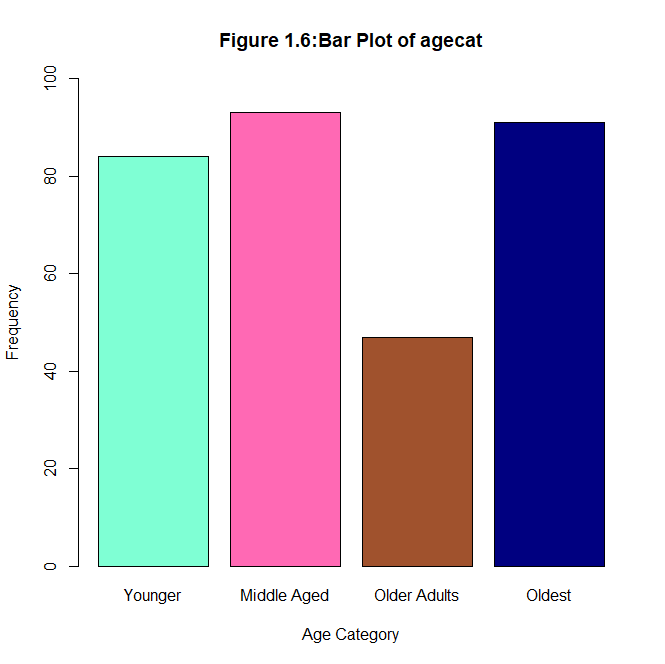 Figure 1.6:Bar Plot of agecat
100
80
60
40
20
0
Frequency
Younger
Middle Aged
Older Adults
Oldest
Age Category